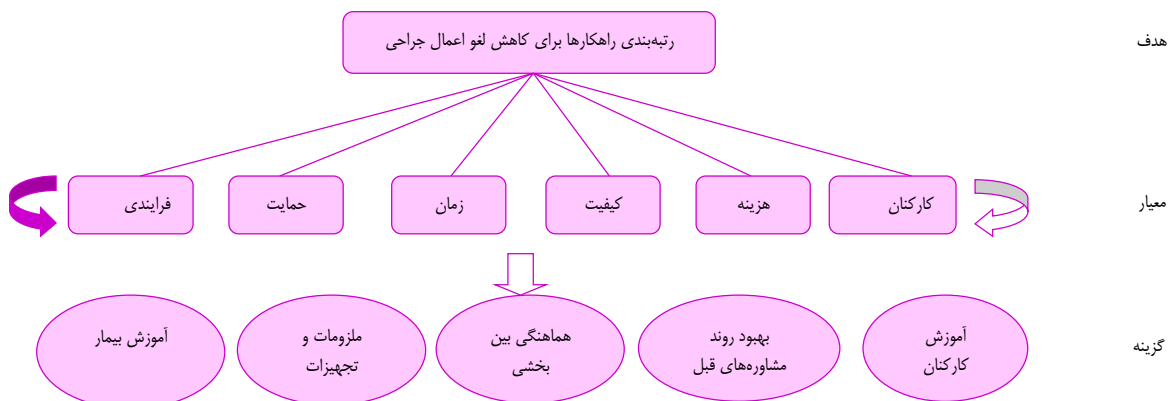 هدف
رتبه‌بندی راهکارها برای کاهش لغو اعمال جراحی
معیار
کارکنان
هزینه
کیفیت
زمان
حمایت
فرایندی
گزینه
آموزش
کارکنان
بهبود روند
مشاوره‌های قبل
هماهنگی بین
بخشی
ملزومات و
تجهیزات
آموزش بیمار